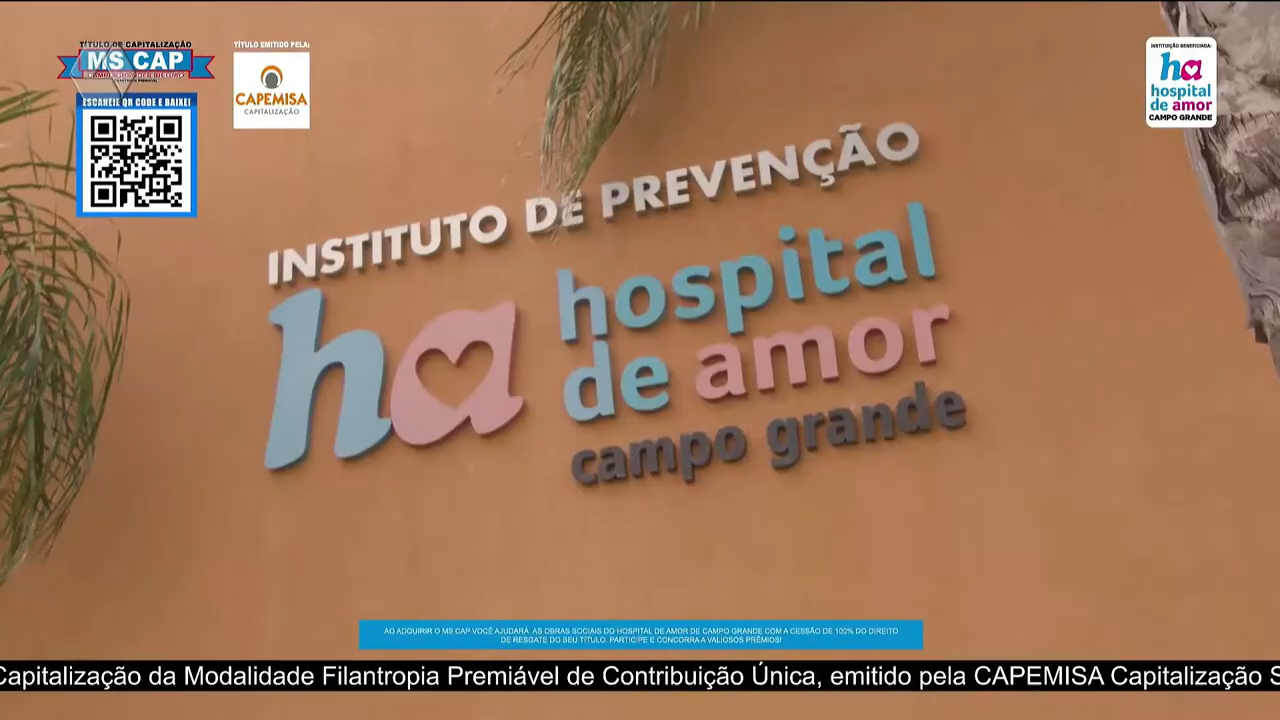 TÍTULO DE CAPITALIZAÇÃO
MS CAP
FILANTROPIA PREMIÁVEL
ESCANEIE QR CODE E BAIXE!
TÍTULO EMITIDO PELA:
CAPEMISA
CAPITALIZAÇÃO
INSTITUIÇÃO BENEFICIADA:
ha
hospital
de amor
CAMPO GRANDE
INSTITUTO DE PREVENÇÃO
ha
hospital
de amor
campo grande
AO ADQUIRIR O MS CAP VOCÊ AJUDARÁ AS OBRAS SOCIAIS DO HOSPITAL DE AMOR DE CAMPO GRANDE COM A CESSÃO DE 100% DO DIREITO
DE RESGATE DO SEU TÍTULO. PARTICIPE E CONCORRA A VALIOSOS PRÊMIOS!
Capitalização da Modalidade Filantropia Premiável de Contribuição Única, emitido pela CAPEMISA Capitalização S